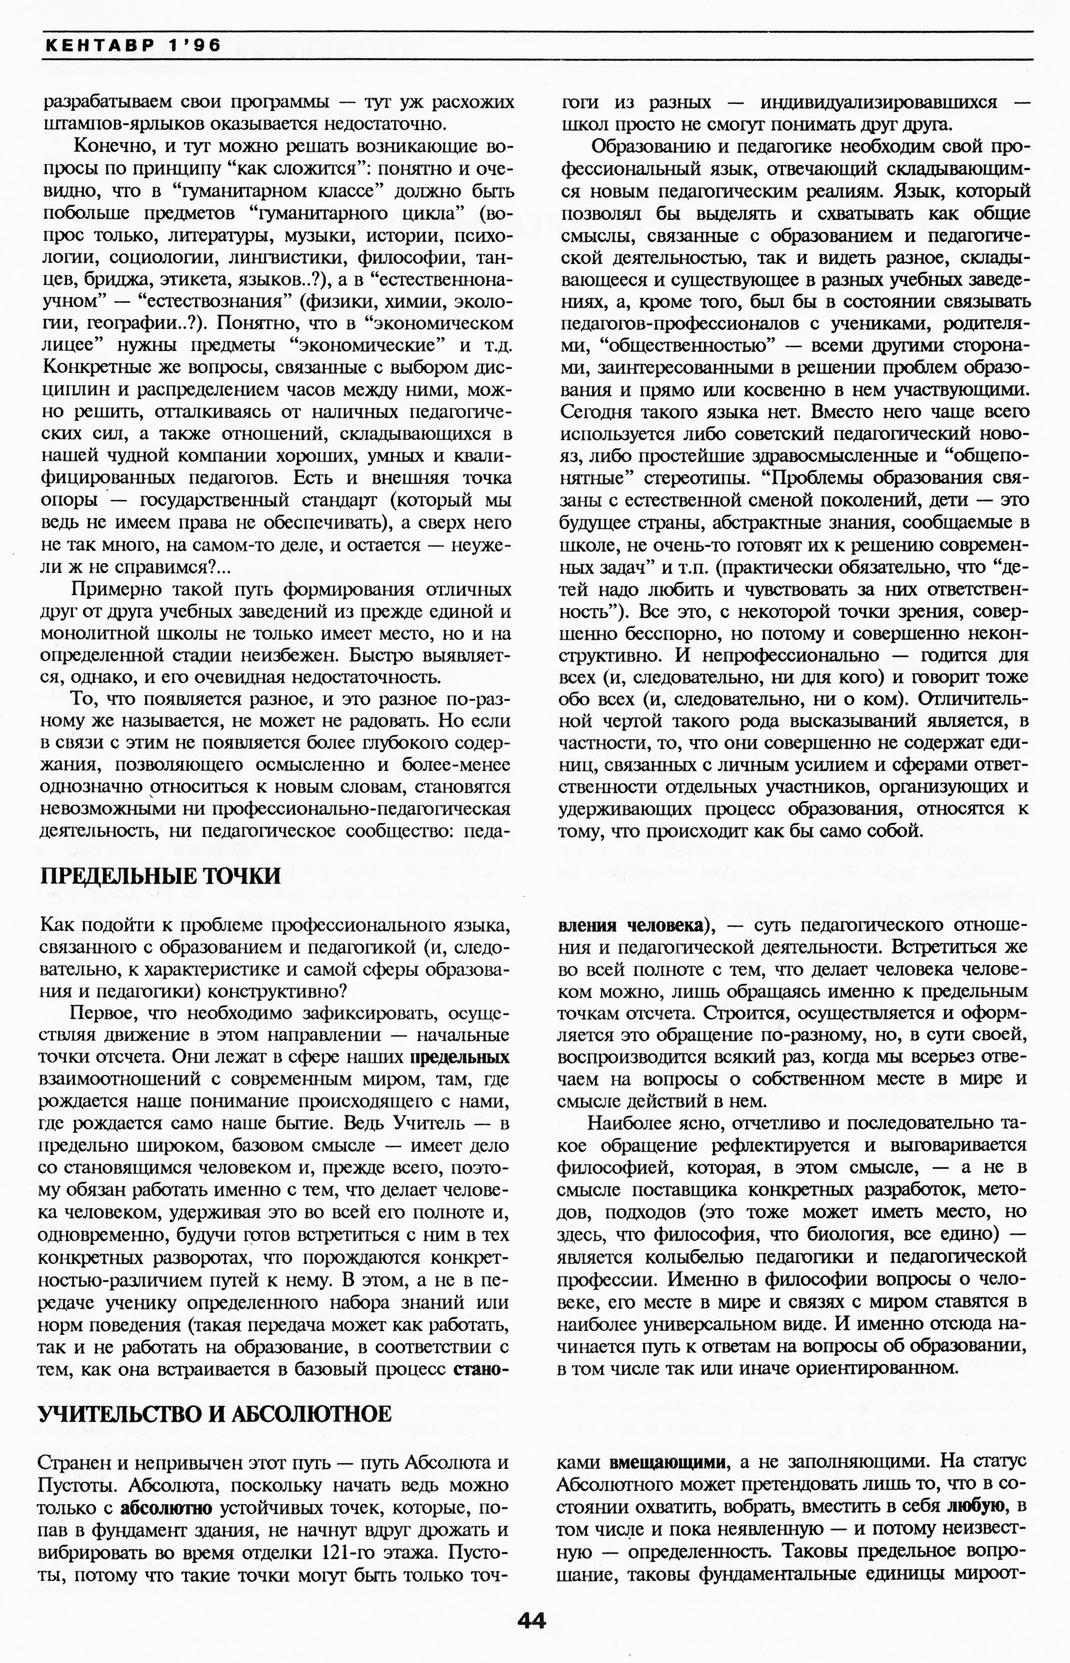 КЕНТАВР 1’96
разрабатываем свои программы — тут уж расхожих
штампов-ярлыков оказывается недостаточно.
Конечно, и тут можно решать возникающие во-
просы по принципу “как сложится”: понятно и оче-
видно, что в “гуманитарном классе” должно быть
побольше предметов “гуманитарного цикла” (во-
прос только, литературы, музыки, истории, психо-
логии, социологии, лингвистики, философии, тан-
цев, бриджа, этикета, языков..?), а в “естественнона-
учном” — “естествознания” (физики, химии, эколо-
гии, географии..?). Понятно, что в “экономическом
лицее” нужны предметы “экономические” и т.д.
Конкретные же вопросы, связанные с выбором дис-
циплин и распределением часов между ними, мож-
но решить, отталкиваясь от наличных педагогиче-
ских сил, а также отношений, складывающихся в
нашей чудной компании хороших, умных и квали-
фицированных педагогов. Есть и внешняя точка
опоры — государственный стандарт (который мы
ведь не имеем права не обеспечивать), а сверх него
не так много, на самом-то деле, и остается — неуже-
ли ж не справимся?...
Примерно такой путь формирования отличных
друг от друга учебных заведений из прежде единой и
монолитной школы не только имеет место, но и на
определенной стадии неизбежен. Быстро выявляет-
ся, однако, и его очевидная недостаточность.
То, что появляется разное, и это разное по-раз-
ному же называется, не может не радовать. Но если
в связи с этим не появляется более глубокого содер-
жания, позволяющего осмысленно и более-менее
однозначно относиться к новым словам, становятся
невозможными ни профессионально-педагогическая
деятельность, ни педагогическое сообщество: педа-
гоги из разных — индивидуализировавшихся —
школ просто не смогут понимать друг друга.
Образованию и педагогике необходим свой про-
фессиональный язык, отвечающий складывающим-
ся новым педагогическим реалиям. Язык, который
позволял бы выделять и схватывать как общие
смыслы, связанные с образованием и педагогиче-
ской деятельностью, так и видеть разное, склады-
вающееся и существующее в разных учебных заведе-
ниях, а, кроме того, был бы в состоянии связывать
педагогов-профессионалов с учениками, родителя-
ми, “общественностью” — всеми другими сторона-
ми, заинтересованными в решении проблем образо-
вания и прямо или косвенно в нем участвующими.
Сегодня такого языка нет. Вместо него чаще всего
используется либо советский педагогический ново-
яз, либо простейшие здравосмысленные и “общепо-
нятные” стереотипы. “Проблемы образования свя-
заны с естественной сменой поколений, дети — это
будущее страны, абстрактные знания, сообщаемые в
школе, не очень-то готовят их к решению современ-
ных задач” и т.п. (практически обязательно, что “де-
тей надо любить и чувствовать за них ответствен-
ность”). Все это, с некоторой точки зрения, совер-
шенно бесспорно, но потому и совершенно некон-
структивно. И непрофессионально — годится для
всех (и, следовательно, ни для кого) и говорит тоже
обо всех (и, следовательно, ни о ком). Отличитель-
ной чертой такого рода высказываний является, в
частности, то, что они совершенно не содержат еди-
ниц, связанных с личным усилием и сферами ответ-
ственности отдельных участников, организующих и
удерживающих процесс образования, относятся к
тому, что происходит как бы само собой.
ПРЕДЕЛЬНЫЕ ТОЧКИ
Как подойти к проблеме профессионального языка,
связанного с образованием и педагогикой (и, следо-
вательно, к характеристике и самой сферы образова-
ния и педагогики) конструктивно?
Первое, что необходимо зафиксировать, осуще-
ствляя движение в этом направлении — начальные
точки отсчета. Они лежат в сфере наших предельных
взаимоотношений с современным миром, там, где
рождается наше понимание происходящего с нами,
где рождается само наше бытие. Ведь Учитель — в
предельно широком, базовом смысле — имеет дело
со становящимся человеком и, прежде всего, поэто-
му обязан работать именно с тем, что делает челове-
ка человеком, удерживая это во всей его полноте и,
одновременно, будучи готов встретиться с ним в тех
конкретных разворотах, что порождаются конкрет-
ностью-различием путей к нему. В этом, а не в пе-
редаче ученику определенного набора знаний или
норм поведения (такая передача может как работать,
так и не работать на образование, в соответствии с
тем, как она встраивается в базовый процесс стано-
вления человека), — суть педагогического отноше-
ния и педагогической деятельности. Встретиться же
во всей полноте с тем, что делает человека челове-
ком можно, лишь обращаясь именно к предельным
точкам отсчета. Строится, осуществляется и оформ-
ляется это обращение по-разному, но, в сути своей,
воспроизводится всякий раз, когда мы всерьез отве-
чаем на вопросы о собственном месте в мире и
смысле действий в нем.
Наиболее ясно, отчетливо и последовательно та-
кое обращение рефлектируется и выговаривается
философией, которая, в этом смысле, — а не в
смысле поставщика конкретных разработок, мето-
дов, подходов (это тоже может иметь место, но
здесь, что философия, что биология, все едино) —
является колыбелью педагогики и педагогической
профессии. Именно в философии вопросы о чело-
веке, его месте в мире и связях с миром ставятся в
наиболее универсальном виде. И именно отсюда на-
чинается путь к ответам на вопросы об образовании,
в том числе так или иначе ориентированном.
УЧИТЕЛЬСТВО И АБСОЛЮТНОЕ
Странен и непривычен этот путь — путь Абсолюта и
Пустоты. Абсолюта, поскольку начать ведь можно
только с абсолютно устойчивых точек, которые, по-
пав в фундамент здания, не начнут вдруг дрожать и
вибрировать во время отделки 121-го этажа. Пусто-
ты, потому что такие точки могут быть только точ-
ками вмещающими, а не заполняющими. На статус
Абсолютного может претендовать лишь то, что в со-
стоянии охватить, вобрать, вместить в себя любую, в
том числе и пока неявленную — и потому неизвест-
ную — определенность. Таковы предельное вопро-
шание, таковы фундаментальные единицы мироот-
44